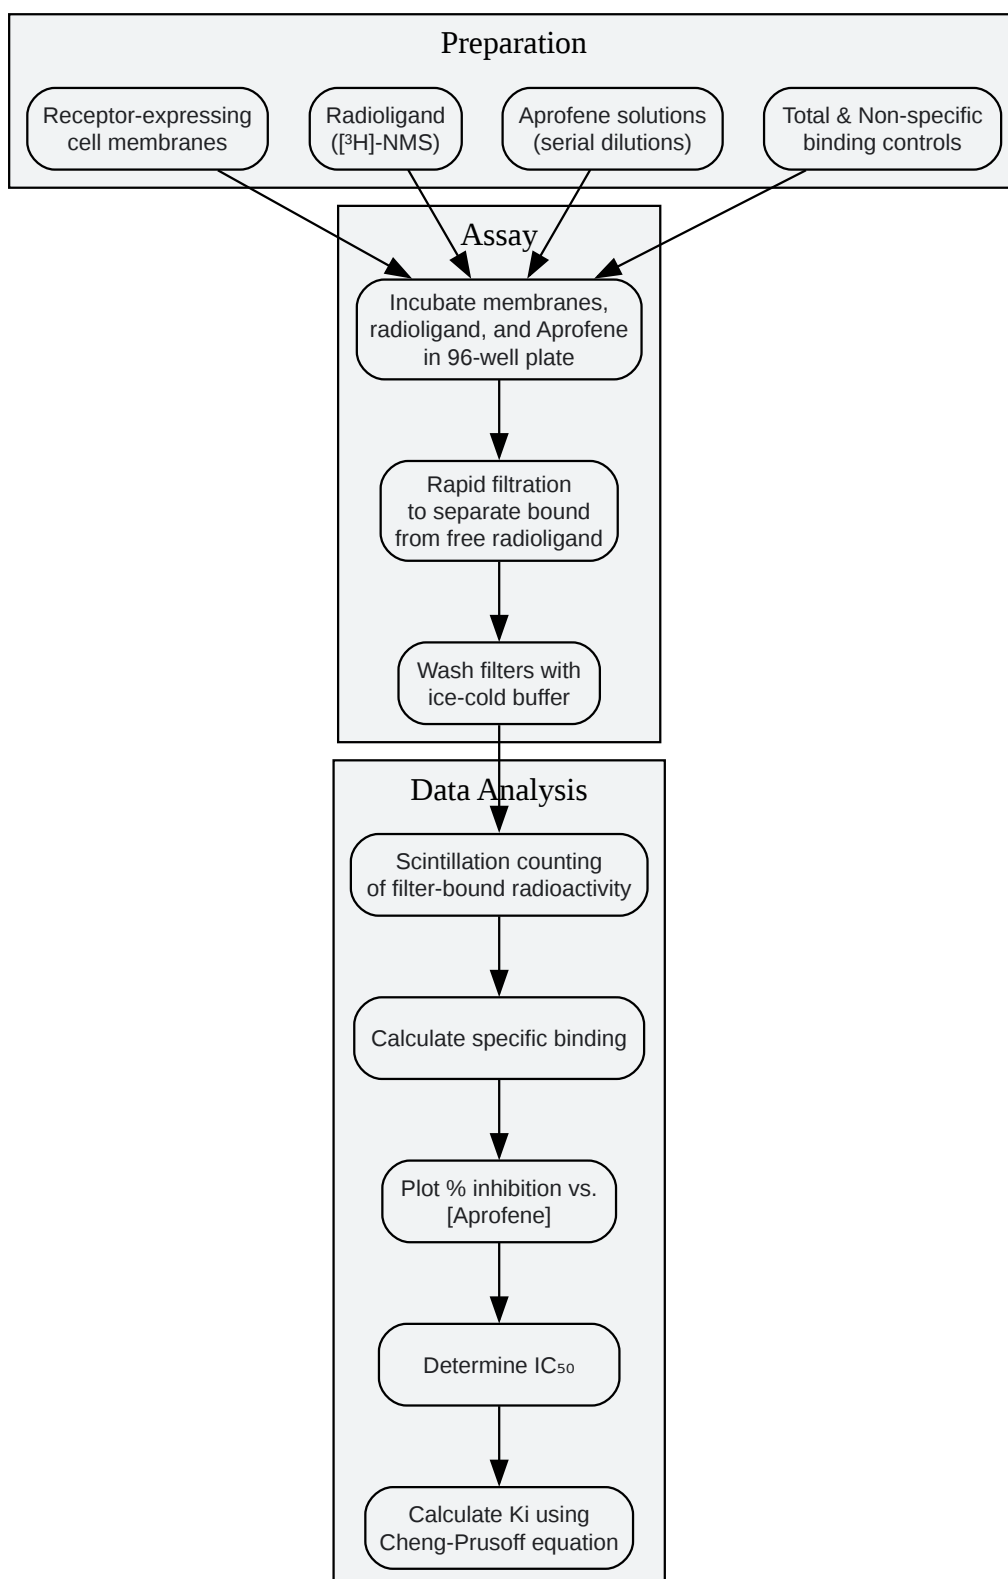 Preparation
Receptor-expressing
cell membranes
Radioligand
([³H]-NMS)
Aprofene solutions
(serial dilutions)
Total & Non-specific
binding controls
Assay
Incubate membranes,
radioligand, and Aprofene
in 96-well plate
Rapid filtration
to separate bound
from free radioligand
Wash filters with
ice-cold buffer
Data Analysis
Scintillation counting
of filter-bound radioactivity
Calculate specific binding
Plot % inhibition vs.
[Aprofene]
Determine IC₅₀
Calculate Ki using
Cheng-Prusoff equation